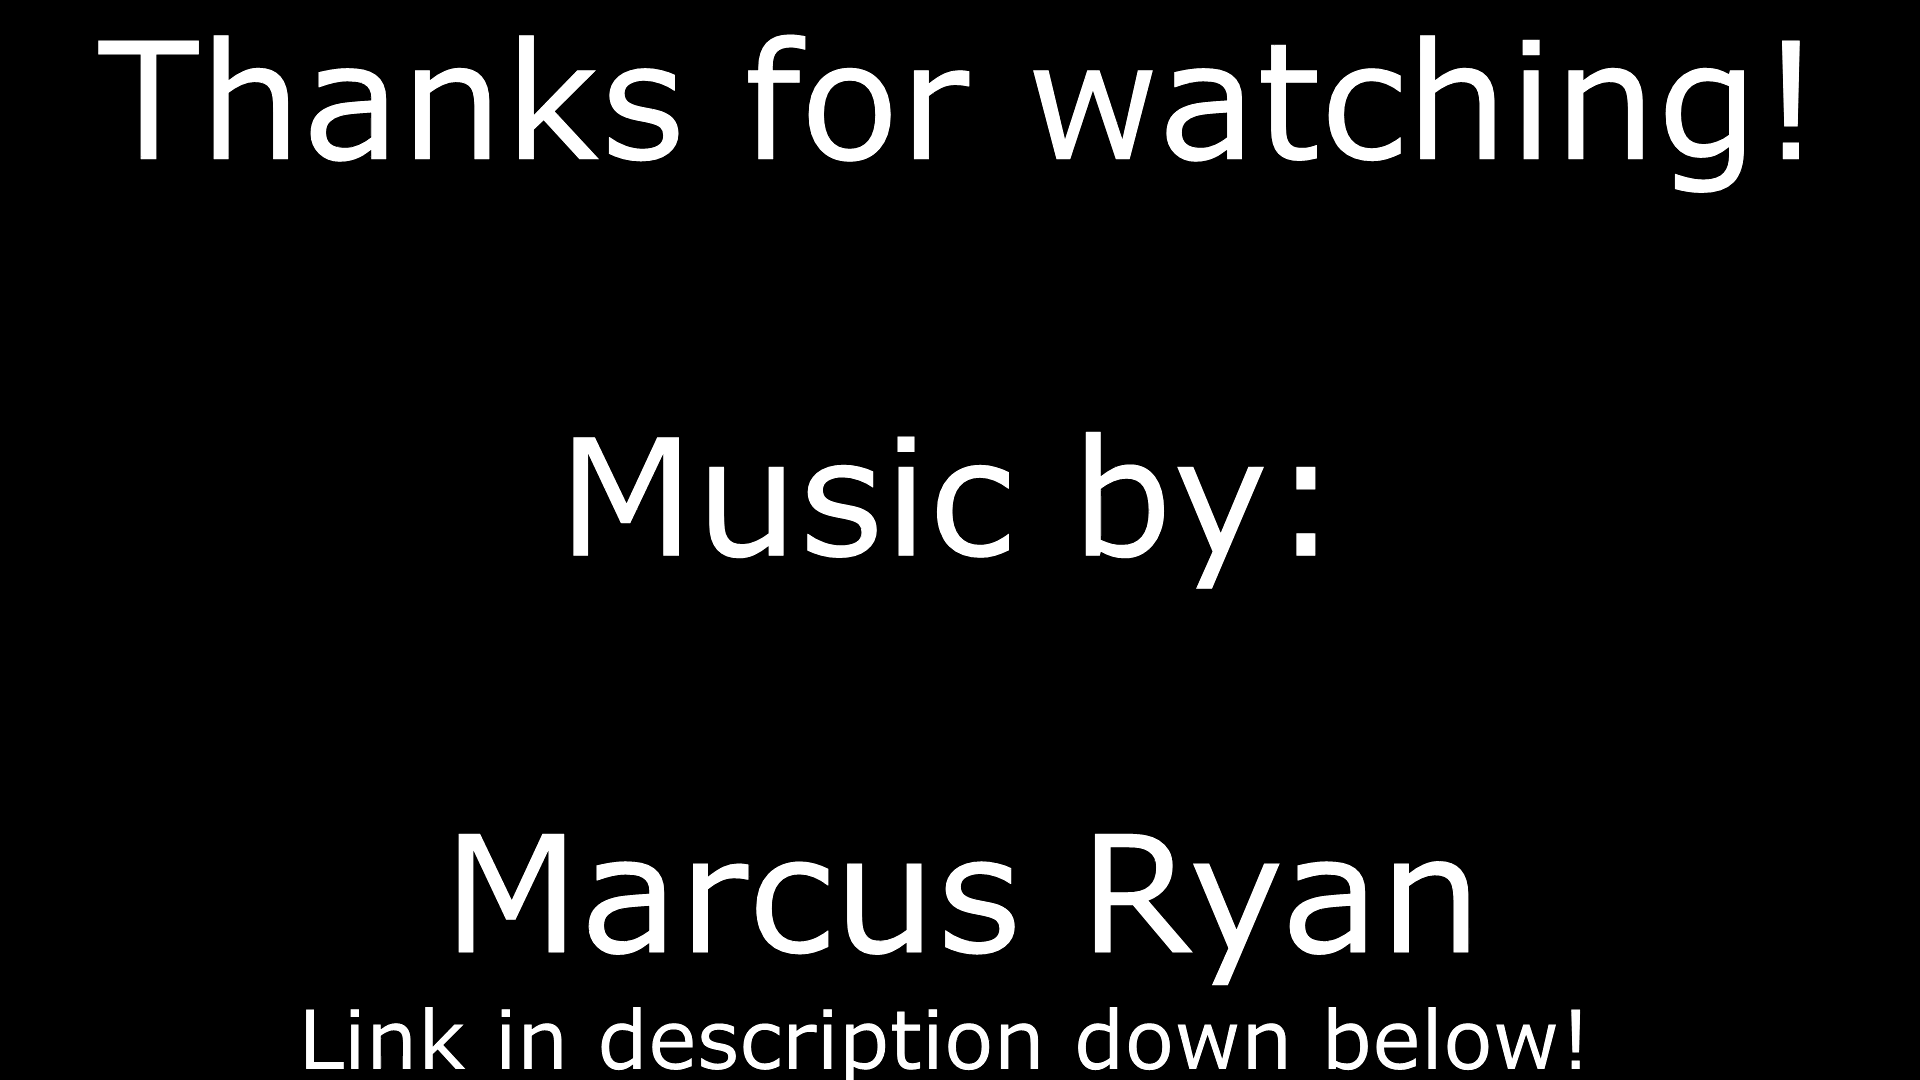 Thanks for watching!
Music by:
Marcus Ryan
Link in description down below!